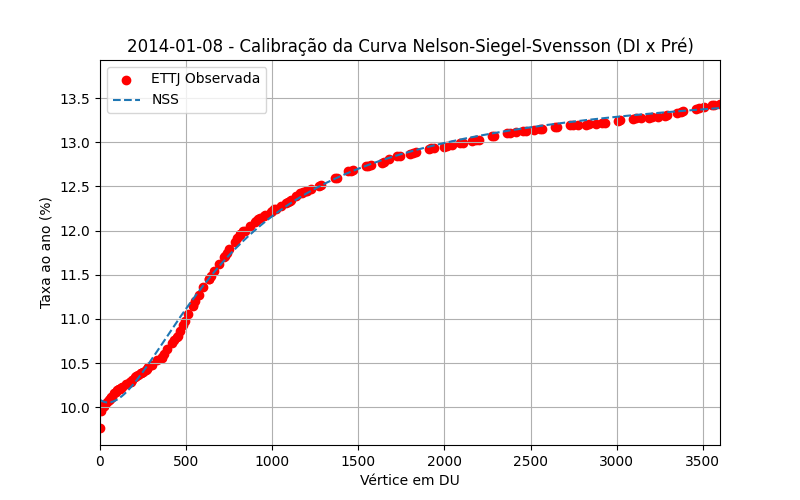 2014-01-08 - Calibração da Curva Nelson-Siegel-Svensson (DI x Pré)
ETTJ Observada
NSS
Taxa ao ano (%)
13.5
13.0
12.5
12.0
11.5
11.0
10.5
10.0
0 500 1000 1500 2000 2500 3000 3500
Vértice em DU